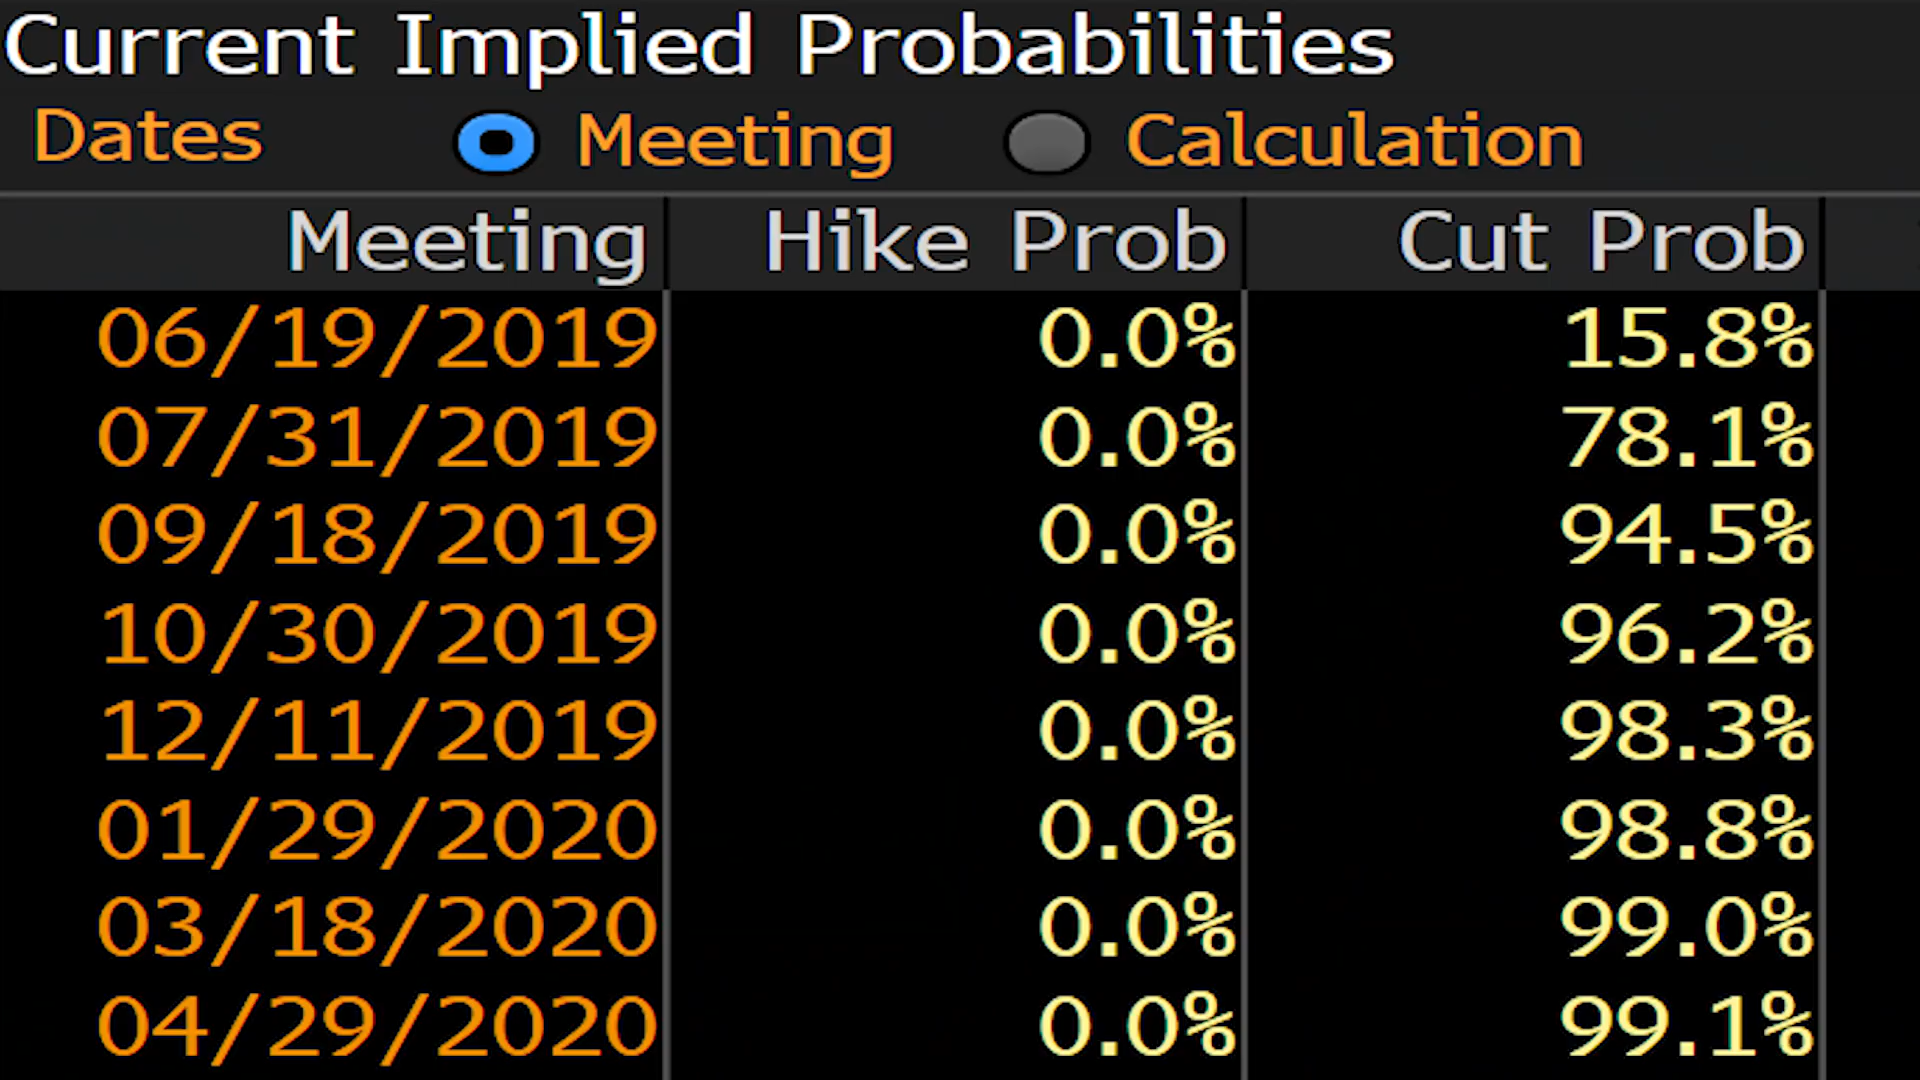 Current Implied Probabilities
Dates Meeting Calculation
Meeting Hike Prob Cut Prob
06/19/2019 0.0% 15.8%
07/31/2019 0.0% 78.1%
09/18/2019 0.0% 94.5%
10/30/2019 0.0% 96.2%
12/11/2019 0.0% 98.3%
01/29/2020 0.0% 98.8%
03/18/2020 0.0% 99.0%
04/29/2020 0.0% 99.1%